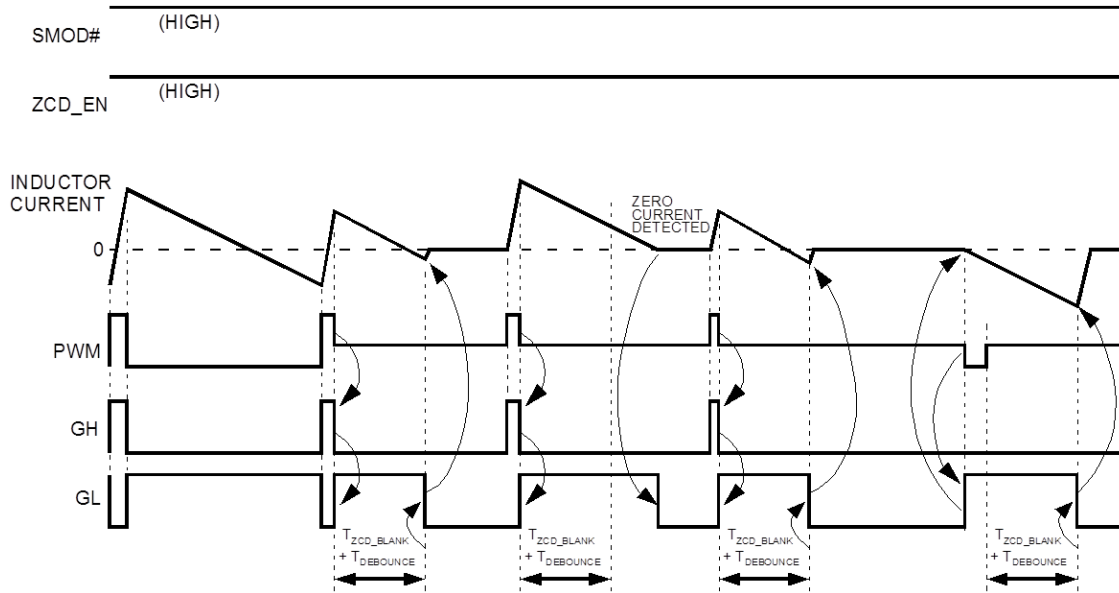 SMOD#
(HIGH)
ZCD_EN
(HIGH)
INDUCTOR
CURRENT
0
ZERO
CURRENT
DETECTED
PWM
GH
GL
TZCD_BLANK
+ TDEBOUNCE
TZCD_BLANK
+ TDEBOUNCE
TZCD_BLANK
+ TDEBOUNCE
TZCD_BLANK
+ TDEBOUNCE